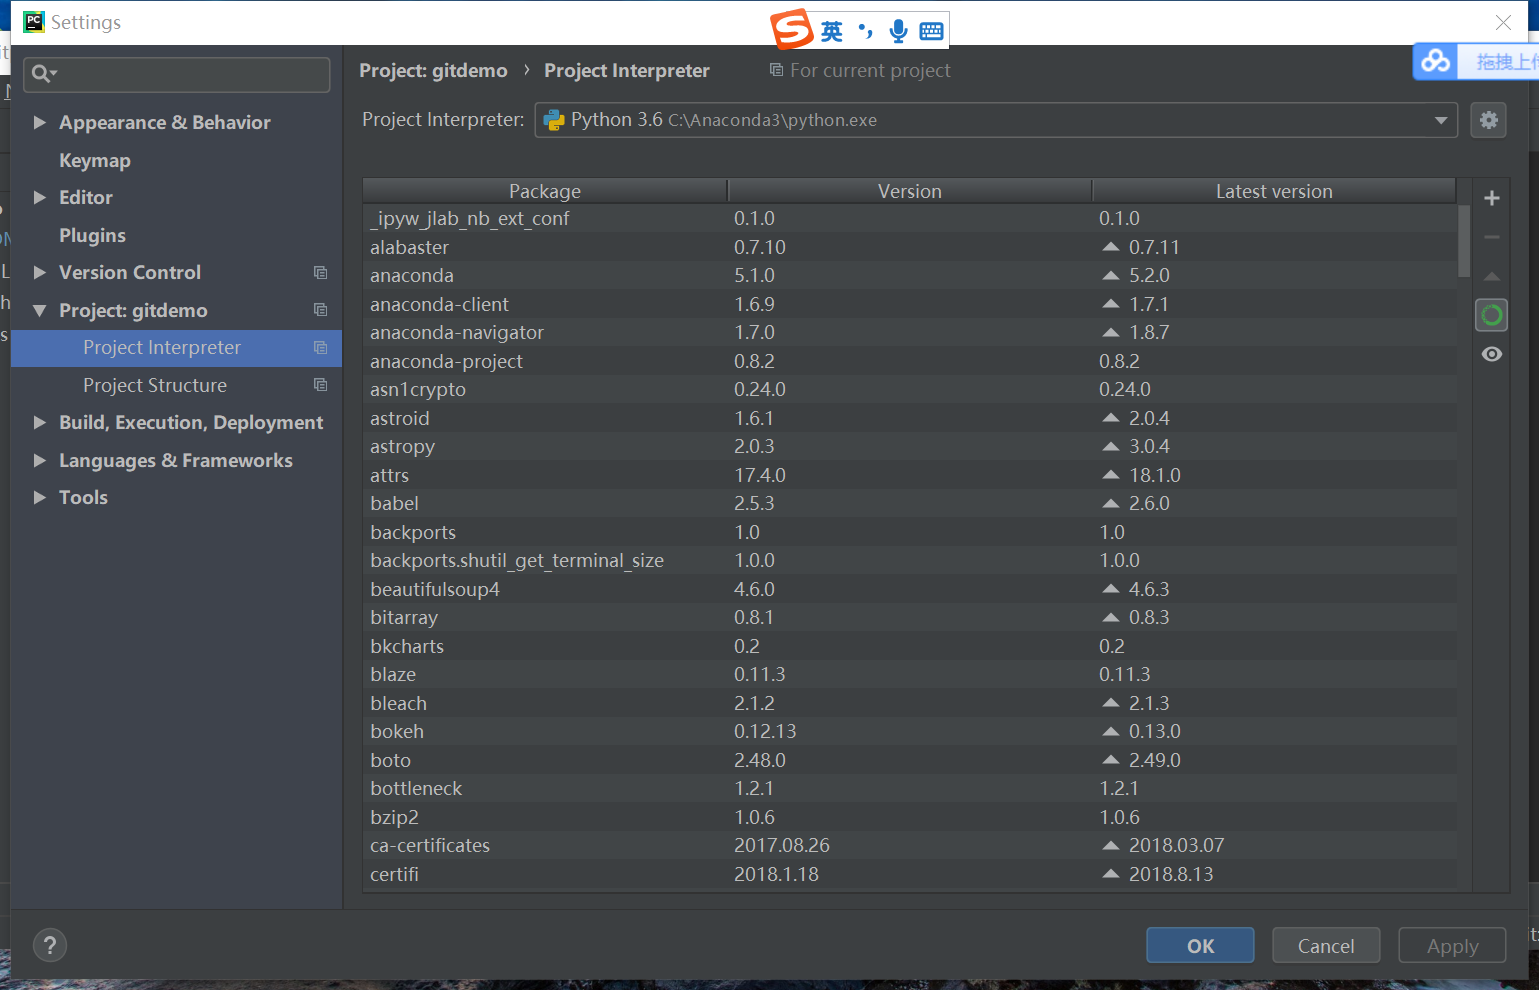 PC Settings
英
拖拽上传
Project: gitdemo › Project Interpreter For current project
Project Interpreter: Python 3.6 C:\Anaconda3\python.exe
Appearance & Behavior
Keymap
Editor
Plugins
Version Control
Project: gitdemo
Project Interpreter
Project Structure
Build, Execution, Deployment
Languages & Frameworks
Tools
Package Version Latest version
_ipyw_jlab_nb_ext_conf 0.1.0 0.1.0
alabaster 0.7.10 0.7.11
anaconda 5.1.0 5.2.0
anaconda-client 1.6.9 1.7.1
anaconda-navigator 1.7.0 1.8.7
anaconda-project 0.8.2 0.8.2
asn1crypto 0.24.0 0.24.0
astroid 1.6.1 2.0.4
astropy 2.0.3 3.0.4
attrs 17.4.0 18.1.0
babel 2.5.3 2.6.0
backports 1.0 1.0
backports.shutil_get_terminal_size 1.0.0 1.0.0
beautifulsoup4 4.6.0 4.6.3
bitarray 0.8.1 0.8.3
bkcharts 0.2 0.2
blaze 0.11.3 0.11.3
bleach 2.1.2 2.1.3
bokeh 0.12.13 0.13.0
boto 2.48.0 2.49.0
bottleneck 1.2.1 1.2.1
bzip2 1.0.6 1.0.6
ca-certificates 2017.08.26 2018.03.07
certifi 2018.1.18 2018.8.13
? OK Cancel Apply